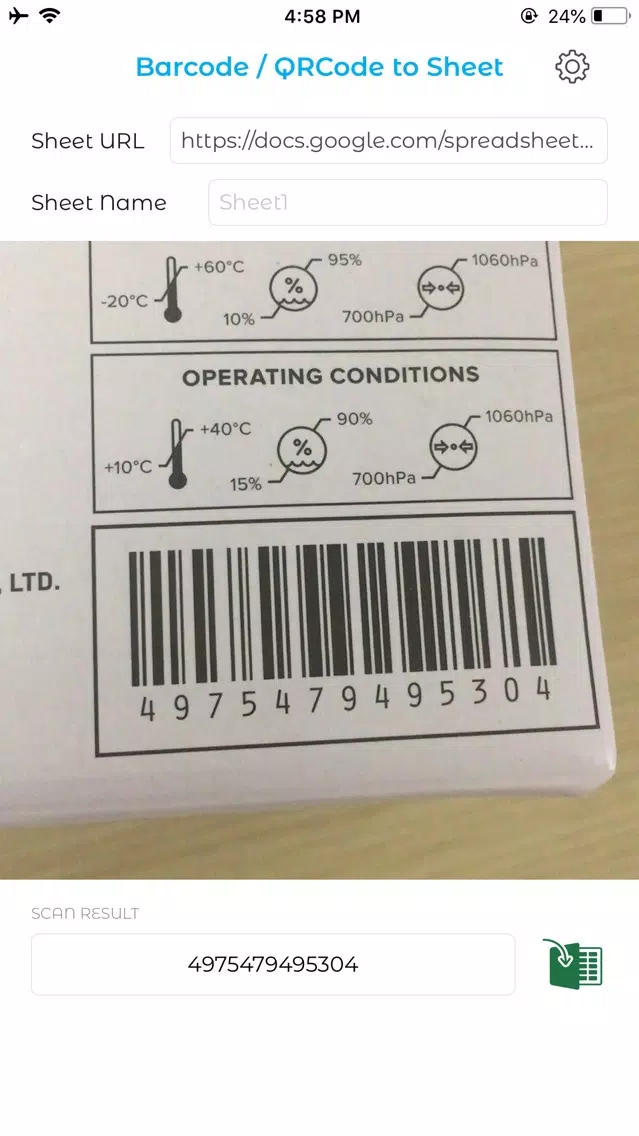 4:58 PM
24%
Barcode / QRCode to Sheet
Sheet URL
https://docs.google.com/spreadsheet...
Sheet Name
Sheet1
+60°C
-20°C
%
95%
10%
1060hPa
700hPa
OPERATING CONDITIONS
+40°C
+10°C
%
90%
15%
1060hPa
700hPa
, LTD.
4975479495304
SCAN RESULT
4975479495304